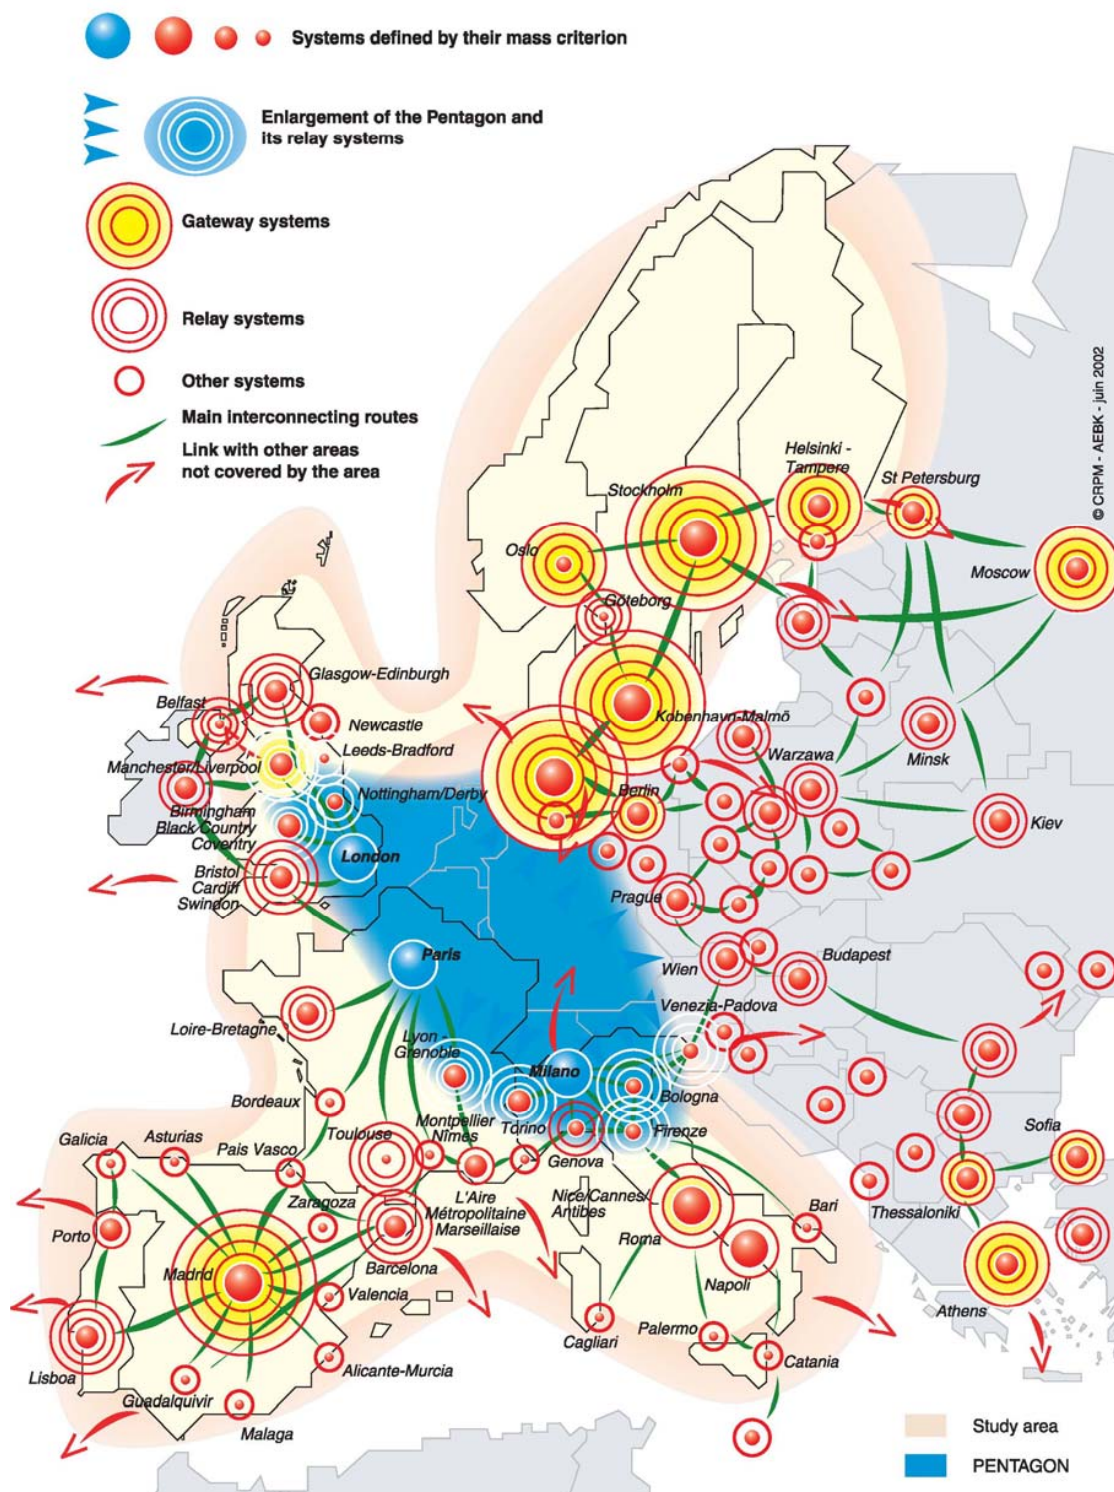 Systems defined by their mass criterion
Enlargement of the Pentagon and
its relay systems
Gateway systems
Relay systems
Other systems
Main interconnecting routes
Link with other areas
not covered by the area
© CRPM - AEBK - juin 2002
Helsinki -
Tampere
St Petersburg
Stockholm
Oslo
Moscow
Göteborg
Glasgow-Edinburgh
Belfast
Newcastle
Kobenhavn-Malmö
Leeds-Bradford
Warzawa
Minsk
Manchester/Liverpool
Nottingham/Derby
Berlin
Birmingham
Black Country
Coventry
Kiev
London
Bristol
Cardiff
Swindon
Prague
Paris
Wien
Budapest
Venezia-Padova
Loire-Bretagne
Lyon -
Grenoble
Milano
Bologna
Bordeaux
Montpellier
Nîmes
Torino
Firenze
Sofia
Galicia
Asturias
Pais Vasco
Toulouse
Genova
Zaragoza
L'Aire
Métropolitaine
Marseillaise
Nice/Cannes/
Antibes
Bari
Thessaloniki
Porto
Roma
Madrid
Barcelona
Napoli
Valencia
Athens
Cagliari
Palermo
Catania
Lisboa
Alicante-Murcia
Guadalquivir
Malaga
Study area
PENTAGON